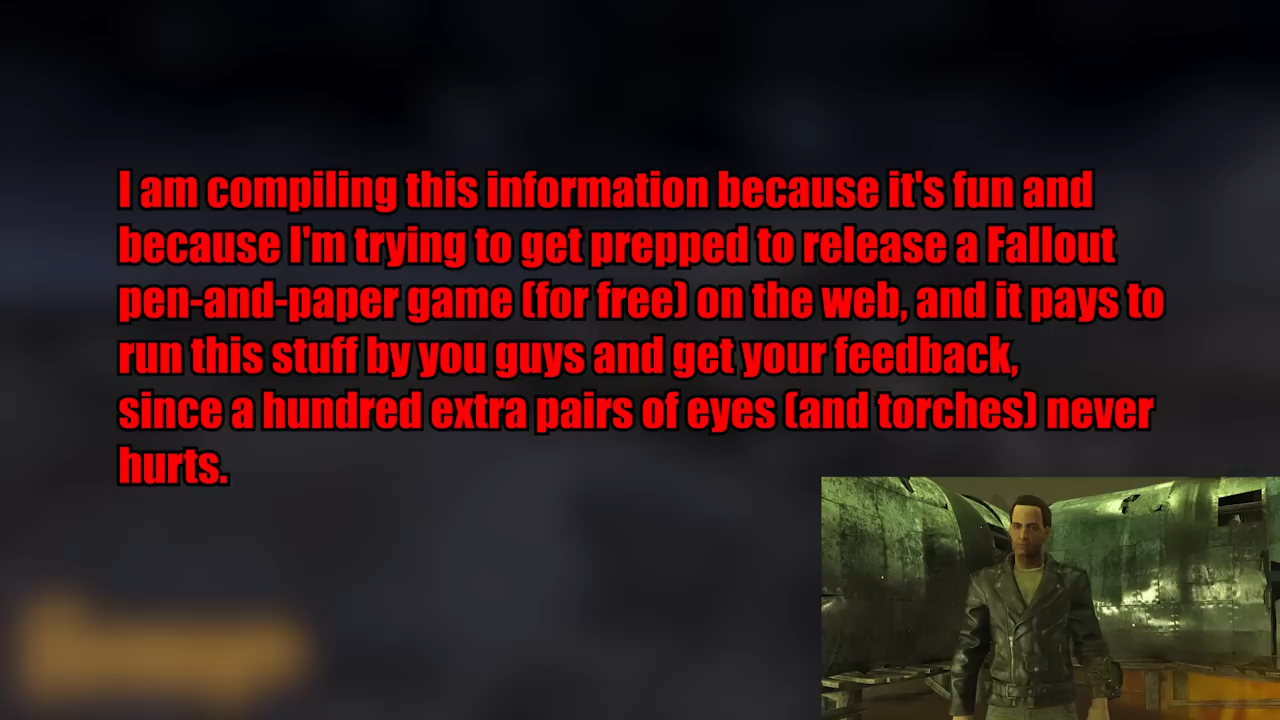 I am compiling this information because it's fun and
because I'm trying to get prepped to release a Fallout
pen-and-paper game (for free) on the web, and it pays to
run this stuff by you guys and get your feedback,
since a hundred extra pairs of eyes (and torches) never
hurts.